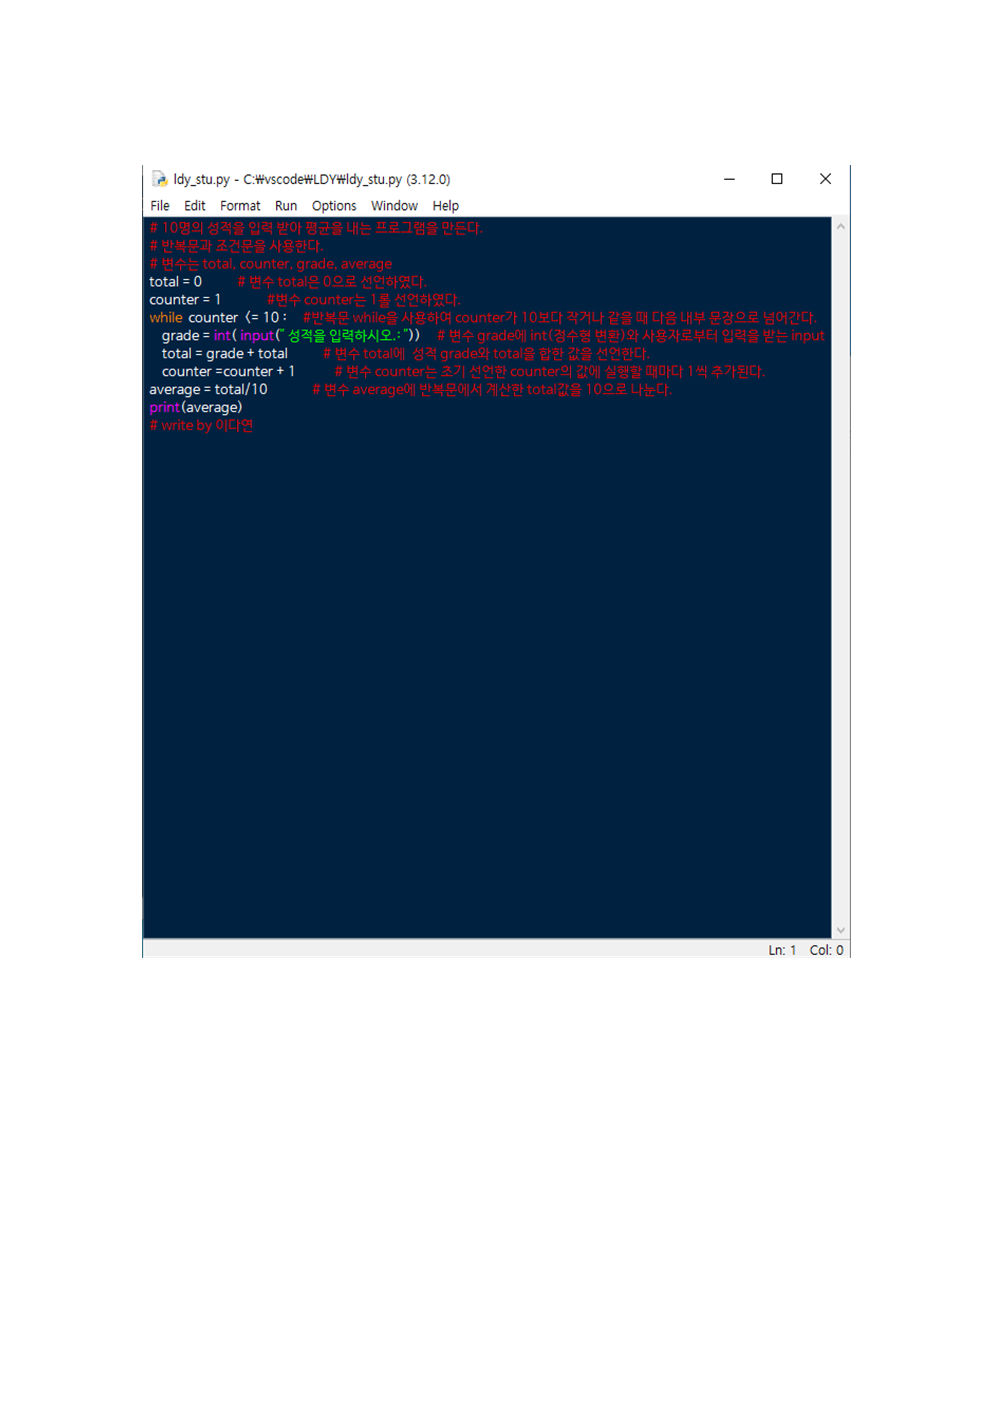 ldy_stu.py - C:₩vscode₩LDY₩ldy_stu.py (3.12.0)
File Edit Format Run Options Window Help
# 10명의 성적을 입력 받아 평균을 내는 프로그램을 만든다.
# 반복문과 조건문을 사용한다.
# 변수는 total, counter, grade, average
total = 0 # 변수 total은 0으로 선언하였다.
counter = 1 #변수 counter는 1롤 선언하였다.
while counter <= 10 : #반복문 while을 사용하여 counter가 10보다 작거나 같을 때 다음 내부 문장으로 넘어간다.
grade = int( input(" 성적을 입력하시오.: ")) # 변수 grade에 int(정수형 변환)와 사용자로부터 입력을 받는 input
total = grade + total # 변수 total에 성적 grade와 total을 합한 값을 선언한다.
counter =counter + 1 # 변수 counter는 초기 선언한 counter의 값에 실행할 때마다 1씩 추가된다.
average = total/10 # 변수 average에 반복문에서 계산한 total값을 10으로 나눈다.
print(average)
# write by 이다연
Ln: 1 Col: 0